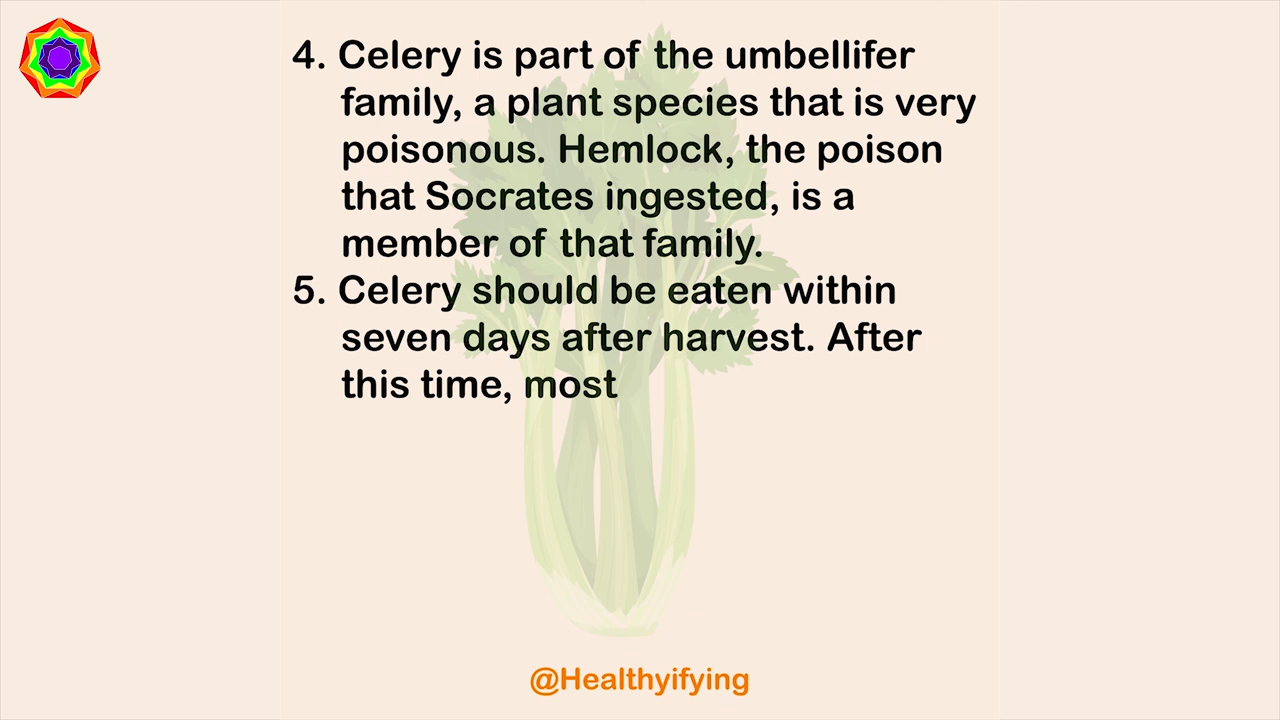 4. Celery is part of the umbellifer
family, a plant species that is very
poisonous. Hemlock, the poison
that Socrates ingested, is a
member of that family.
5. Celery should be eaten within
seven days after harvest. After
this time, most
@Healthyifying